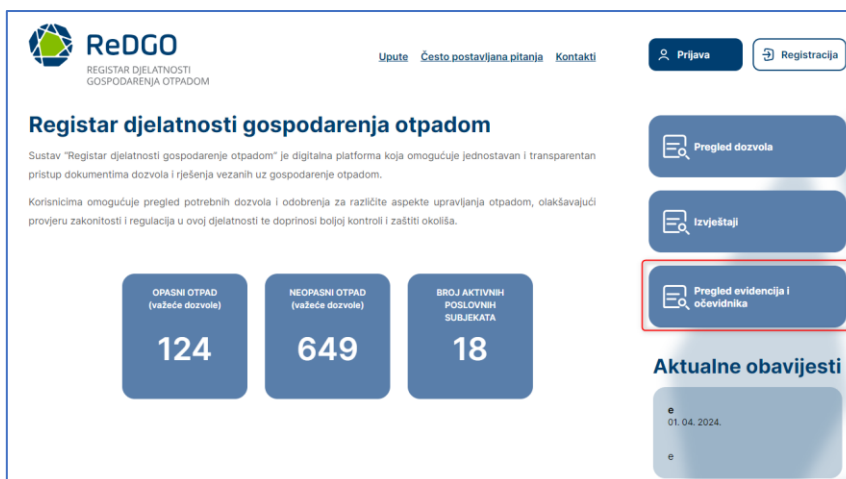 ReDGO
REGISTAR DJELATNOSTI
GOSPODARENJA OTPADOM
Upute Često postavljana pitanja Kontakti
Prijava
Registracija
Registar djelatnosti gospodarenja otpadom
Sustav "Registar djelatnosti gospodarenje otpadom" je digitalna platforma koja omogućuje jednostavan i transparentan
pristup dokumentima dozvola i rješenja vezanih uz gospodarenje otpadom.
Korisnicima omogućuje pregled potrebnih dozvola i odobrenja za različite aspekte upravljanja otpadom, olakšavajući
provjeru zakonitosti i regulacija u ovoj djelatnosti te doprinosi boljoj kontroli i zaštiti okoliša.
OPASNI OTPAD
(važeće dozvole)
124
NEOPASNI OTPAD
(važeće dozvole)
649
BROJ AKTIVNIH
POSLOVNIH
SUBJEKATA
18
Pregled dozvola
Izvještaji
Pregled evidencija i
očevidnika
Aktualne obavijesti
e
01. 04. 2024.
e